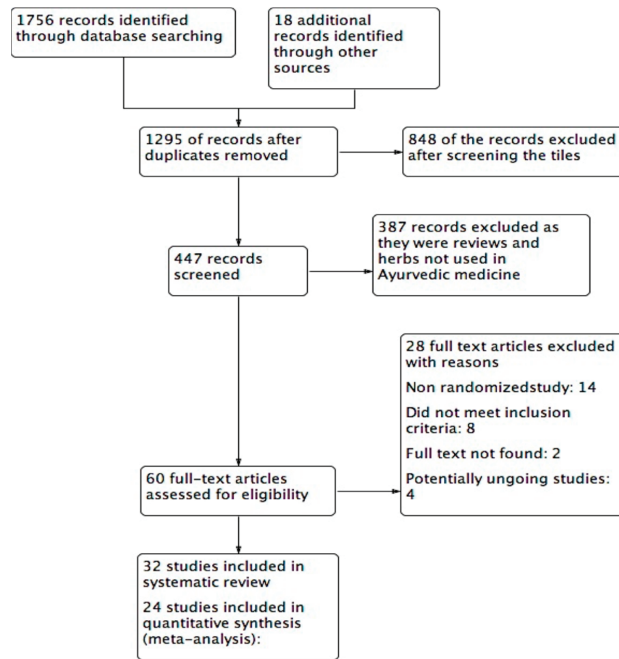 1756 records identified
through database searching
18 additional
records identified
through other
sources
1295 of records after
duplicates removed
848 of the records excluded
after screening the tiles
447 records
screened
387 records excluded as
they were reviews and
herbs not used in
Ayurvedic medicine
28 full text articles excluded
with reasons
Non randomizedstudy: 14
Did not meet inclusion
criteria: 8
Full text not found: 2
Potentially ungoing studies:
4
60 full-text articles
assessed for eligibility
32 studies included in
systematic review
24 studies included in
quantitative synthesis
(meta-analysis):